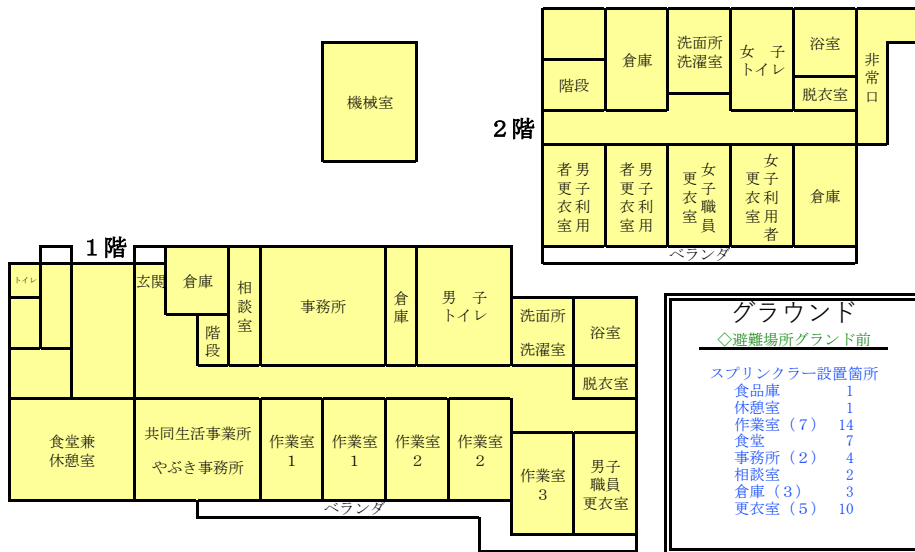 機械室
2階
倉庫
洗面所
洗濯室
女 子
トイレ
浴室
非常口
階段
脱衣室
男子利用
者更衣室
男子利用
者更衣室
女子職員
更衣室
女子利用者
更衣室
倉庫
ベランダ
1階
トイレ
玄関
倉庫
相談室
事務所
倉庫
男 子
トイレ
階段
洗面所
洗濯室
浴室
脱衣室
食堂兼
休憩室
共同生活事業所
やぶき事務所
作業室
1
作業室
1
作業室
2
作業室
2
作業室
3
男子
職員
更衣室
ベランダ
グラウンド
◇避難場所グランド前
スプリンクラー設置箇所
食品庫 1
休憩室 1
作業室(7) 14
食堂 7
事務所(2) 4
相談室 2
倉庫(3) 3
更衣室(5) 10